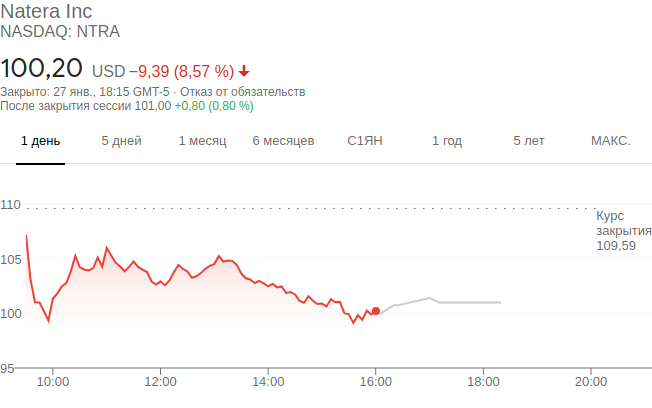 Natera Inc
NASDAQ: NTRA
100,20 USD −9,39 (8,57 %)
Закрыто: 27 янв., 18:15 GMT-5 · Отказ от обязательств
После закрытия сессии 101,00 +0,80 (0,80 %)
1 день 5 дней 1 месяц 6 месяцев С1ЯН 1 год 5 лет МАКС.
110
Курс
закрытия
109,59
105
100
95
10:00 12:00 14:00 16:00 18:00 20:00